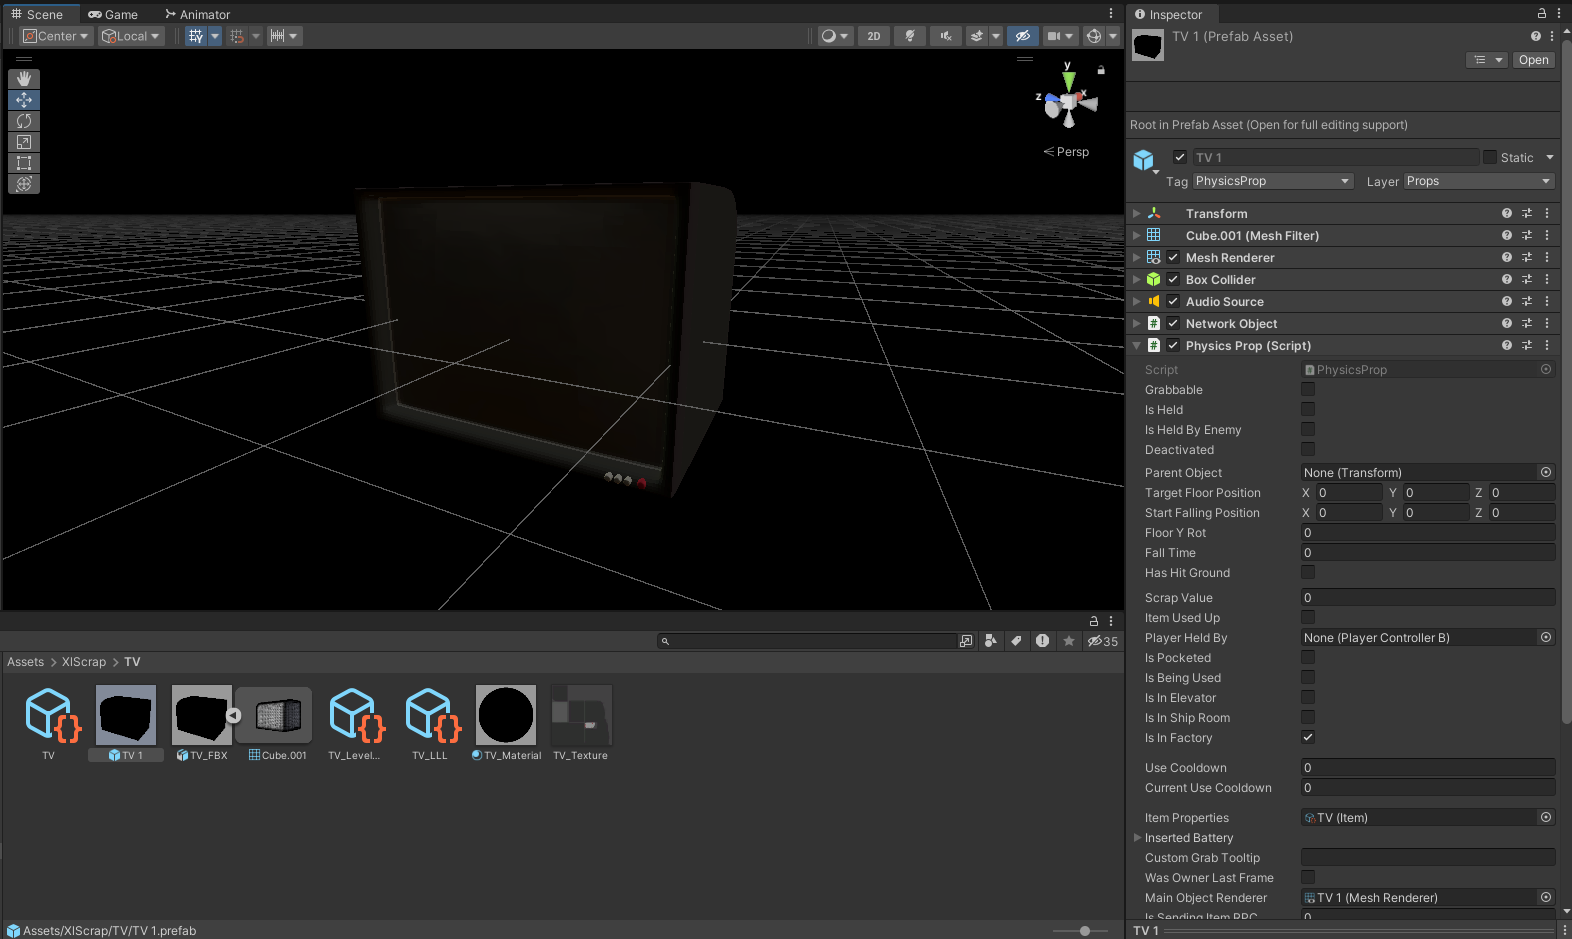 Scene
Game
Animator
Center
Local
2D
y
z
x
Persp
Inspector
TV 1 (Prefab Asset)
Open
Root in Prefab Asset (Open for full editing support)
TV 1
Static
Tag
PhysicsProp
Layer
Props
Transform
Cube.001 (Mesh Filter)
Mesh Renderer
Box Collider
Audio Source
Network Object
Physics Prop (Script)
Script
PhysicsProp
Grabbable
Is Held
Is Held By Enemy
Deactivated
Parent Object
None (Transform)
Target Floor Position X 0 Y 0 Z 0
Start Falling Position X 0 Y 0 Z 0
Floor Y Rot 0
Fall Time 0
Has Hit Ground
Scrap Value 0
Item Used Up
Player Held By
None (Player Controller B)
Is Pocketed
Is Being Used
Is In Elevator
Is In Ship Room
Is In Factory
Use Cooldown 0
Current Use Cooldown 0
Item Properties
TV (Item)
Inserted Battery
Custom Grab Tooltip
Was Owner Last Frame
Main Object Renderer
TV 1 (Mesh Renderer)
Is Sending Item RPC 0
TV 1
35
Assets > XlScrap > TV
TV
TV 1
TV_FBX
Cube.001
TV_Level...
TV_LLL
TV_Material
TV_Texture
Assets/XlScrap/TV/TV 1.prefab